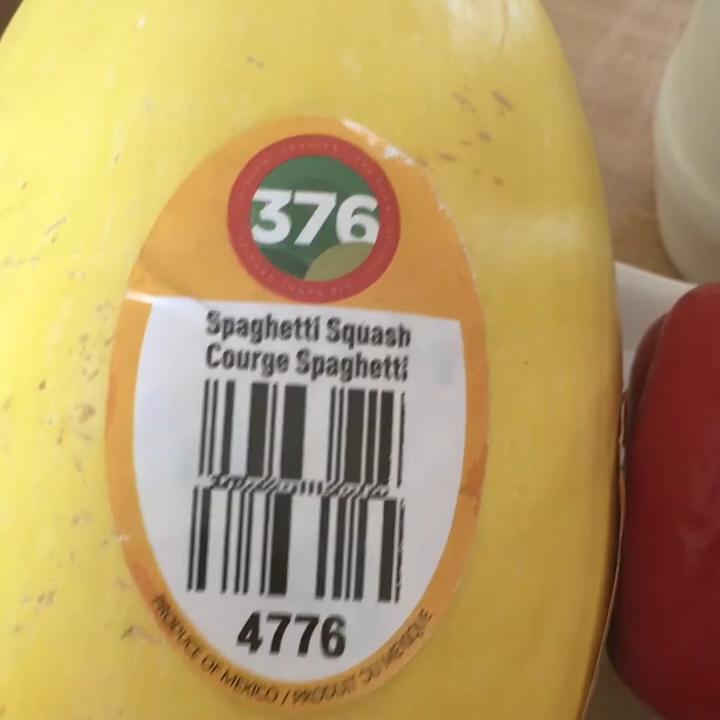 376
Spaghetti Squash
Courge Spaghetti
4776
PRODUCE OF MEXICO / PRODUIT DU MEXIQUE